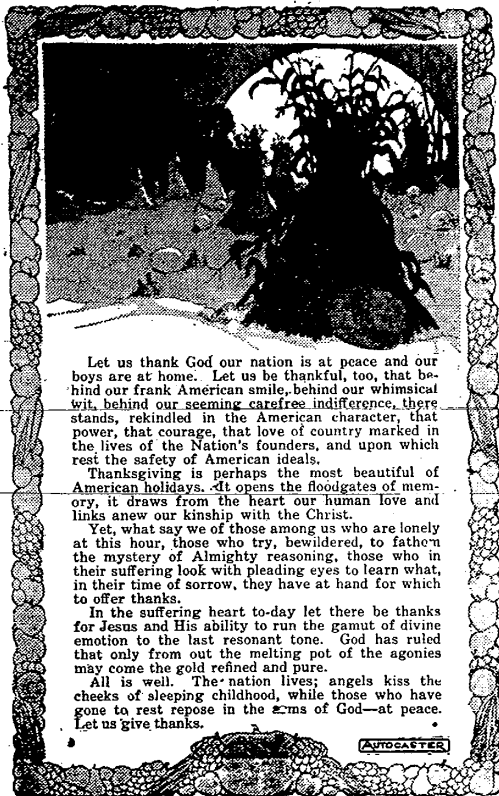 Let us thank God our nation is at peace and our
boys are at home. Let us be thankful, too, that be-
hind our frank American smile, behind our whimsical
wit, behind our seeming carefree indifference, there
stands, rekindled in the American character, that
power, that courage, that love of country marked in
the lives of the Nation's founders, and upon which
rest the safety of American ideals.
Thanksgiving is perhaps the most beautiful of
American holidays. It opens the floodgates of mem-
ory, it draws from the heart our human love and
links anew our kinship with the Christ.
Yet, what say we of those among us who are lonely
at this hour, those who try, bewildered, to fathom
the mystery of Almighty reasoning, those who in
their suffering look with pleading eyes to learn what,
in their time of sorrow, they have at hand for which
to offer thanks.
In the suffering heart to-day let there be thanks
for Jesus and His ability to run the gamut of divine
emotion to the last resonant tone. God has ruled
that only from out the melting pot of the agonies
may come the gold refined and pure.
All is well. The nation lives; angels kiss the
cheeks of sleeping childhood, while those who have
gone to rest repose in the arms of God—at peace.
Let us give thanks.
AUTOCASTER